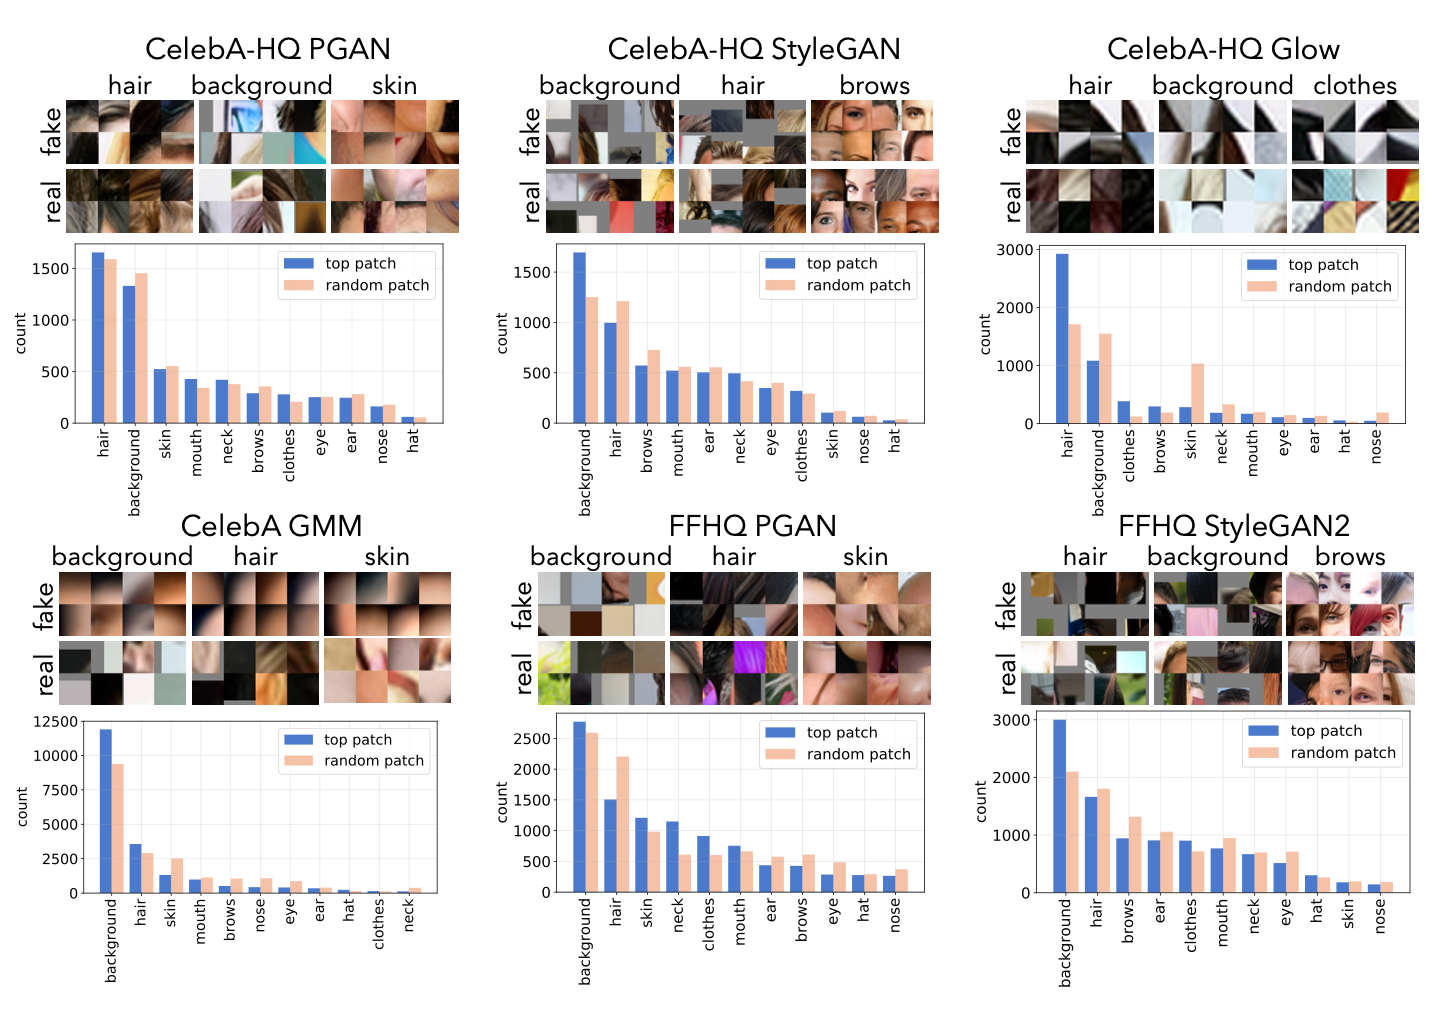 CelebA-HQ PGAN
hair background skin
fake
real
1500
1000
500
0
count
top patch
random patch
hair
background
skin
mouth
neck
brows
clothes
eye
ear
nose
hat
CelebA-HQ StyleGAN
background hair brows
fake
real
1500
1000
500
0
count
top patch
random patch
background
hair
brows
mouth
ear
neck
eye
clothes
skin
nose
hat
CelebA-HQ Glow
hair background clothes
fake
real
3000
2000
1000
0
count
top patch
random patch
hair
background
clothes
brows
skin
neck
mouth
eye
ear
hat
nose
CelebA GMM
background hair skin
fake
real
12500
10000
7500
5000
2500
0
count
top patch
random patch
background
hair
skin
mouth
brows
nose
eye
ear
hat
clothes
neck
FFHQ PGAN
background hair skin
fake
real
2500
2000
1500
1000
500
0
count
top patch
random patch
background
hair
skin
neck
clothes
mouth
ear
brows
eye
hat
nose
FFHQ StyleGAN2
hair background brows
fake
real
3000
2000
1000
0
count
top patch
random patch
background
hair
brows
ear
clothes
mouth
neck
eye
hat
skin
nose